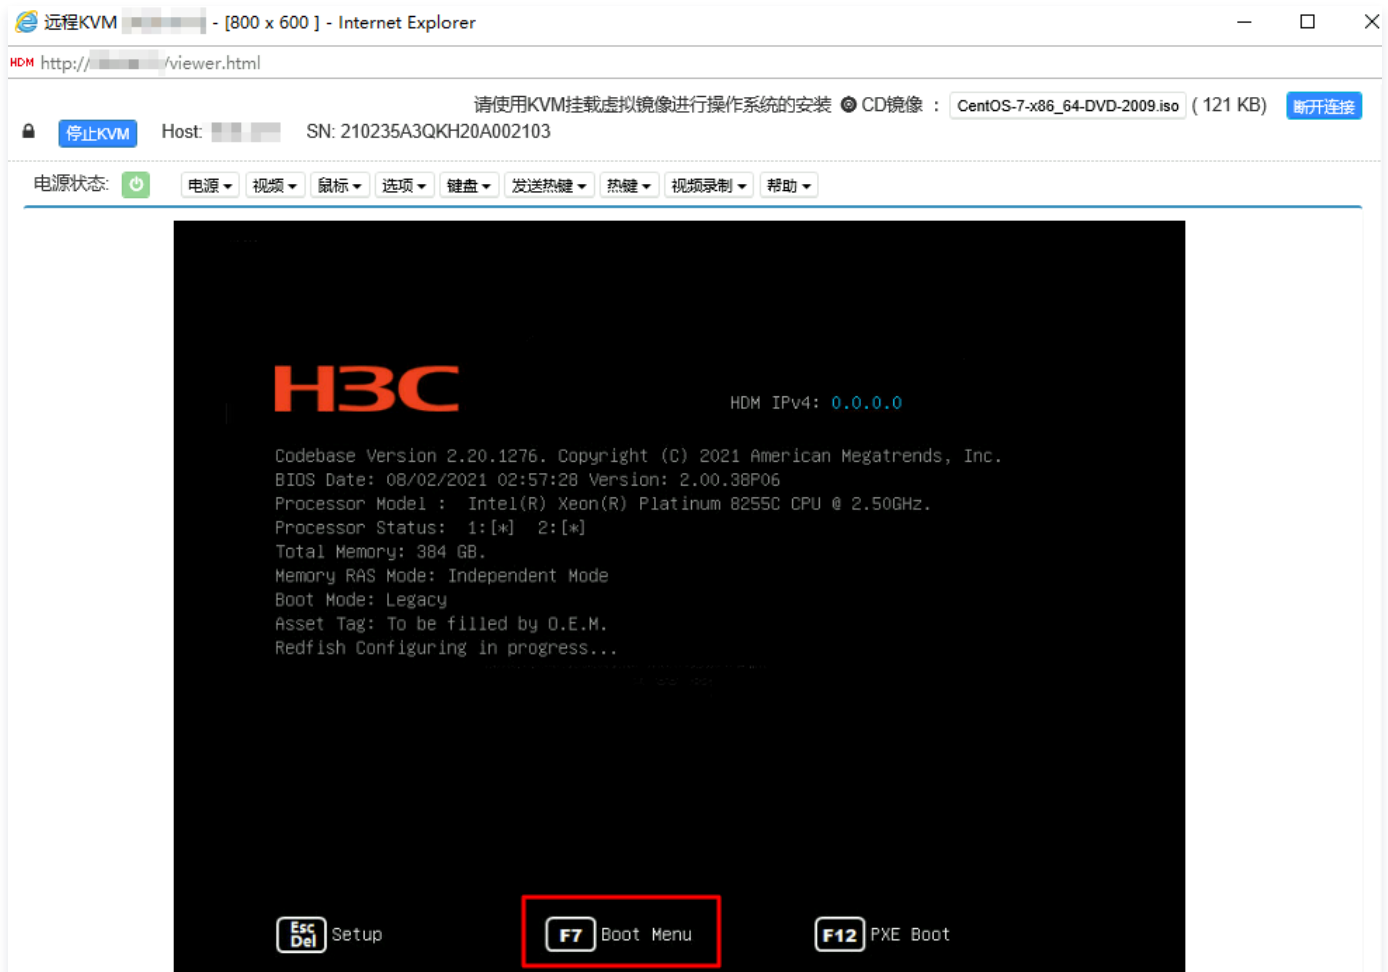 远程KVM - [800 x 600 ] - Internet Explorer
HDM http:// /viewer.html
请使用KVM挂载虚拟镜像进行操作系统的安装 CD镜像 : CentOS-7-x86_64-DVD-2009.iso ( 121 KB) 断开连接
停止KVM Host: SN: 210235A3QKH20A002103
电源状态: 电源 视频 鼠标 选项 键盘 发送热键 热键 视频录制 帮助
H3C
HDM IPv4: 0.0.0.0
Codebase Version 2.20.1276. Copyright (C) 2021 American Megatrends, Inc.
BIOS Date: 08/02/2021 02:57:28 Version: 2.00.38P06
Processor Model : Intel(R) Xeon(R) Platinum 8255C CPU @ 2.50GHz.
Processor Status: 1:[*] 2:[*]
Total Memory: 384 GB.
Memory RAS Mode: Independent Mode
Boot Mode: Legacy
Asset Tag: To be filled by O.E.M.
Redfish Configuring in progress...
Esc Del Setup F7 Boot Menu F12 PXE Boot